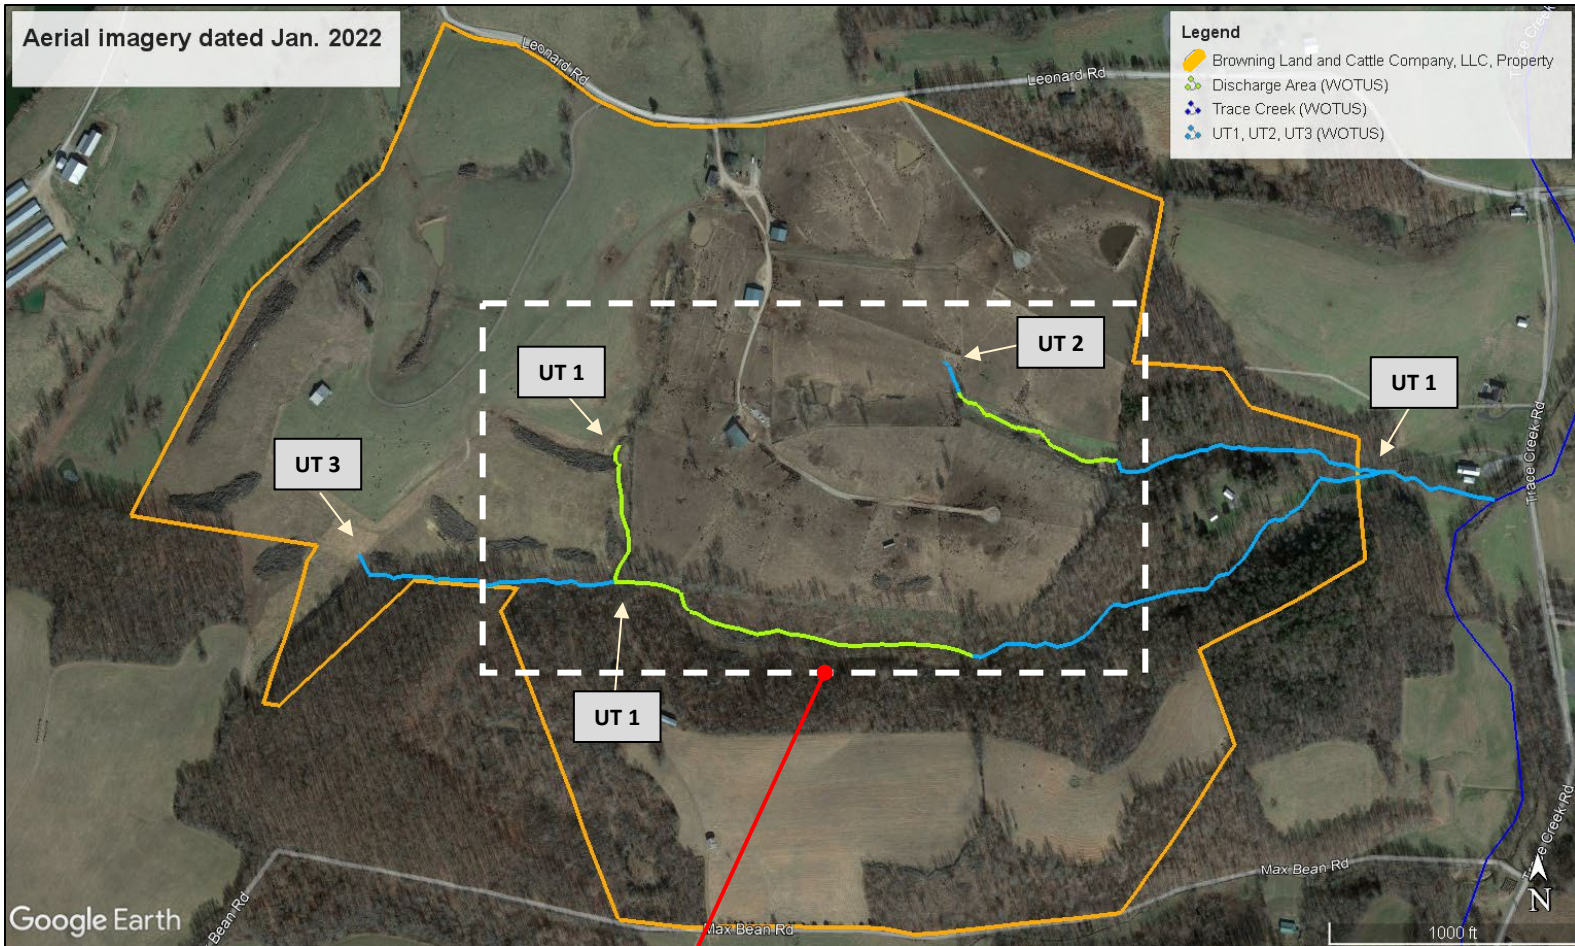 Aerial imagery dated Jan. 2022
Legend
Browning Land and Cattle Company, LLC, Property
Discharge Area (WOTUS)
Trace Creek (WOTUS)
UT1, UT2, UT3 (WOTUS)
Leonard Rd
Leonard Rd
Trace Creek
UT 2
UT 1
UT 1
UT 3
Trace Creek Rd
UT 1
Max Bean Rd
Trace Creek Rd
Bean Rd
Max Bean Rd
N
Google Earth
1000 ft